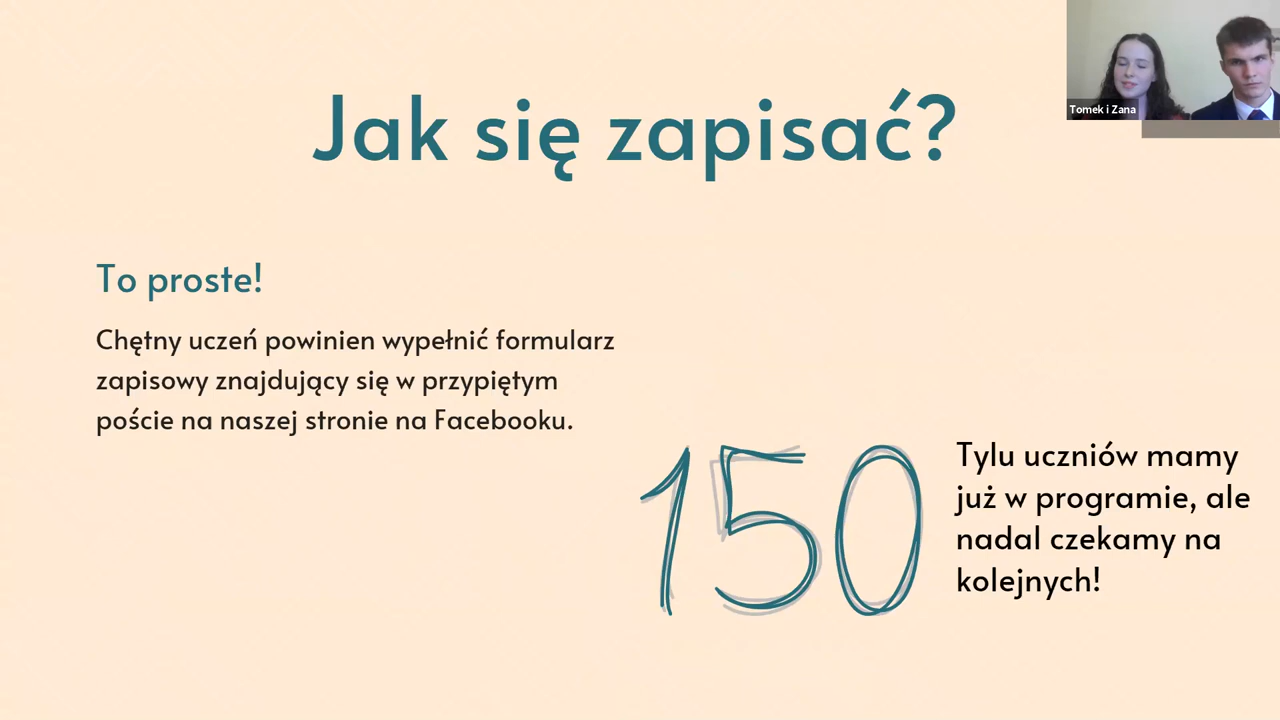 Jak się zapisać?
Tomek i Zana
To proste!
Chętny uczeń powinien wypełnić formularz
zapisowy znajdujący się w przypiętym
poście na naszej stronie na Facebooku.
150
Tylu uczniów mamy
już w programie, ale
nadal czekamy na
kolejnych!